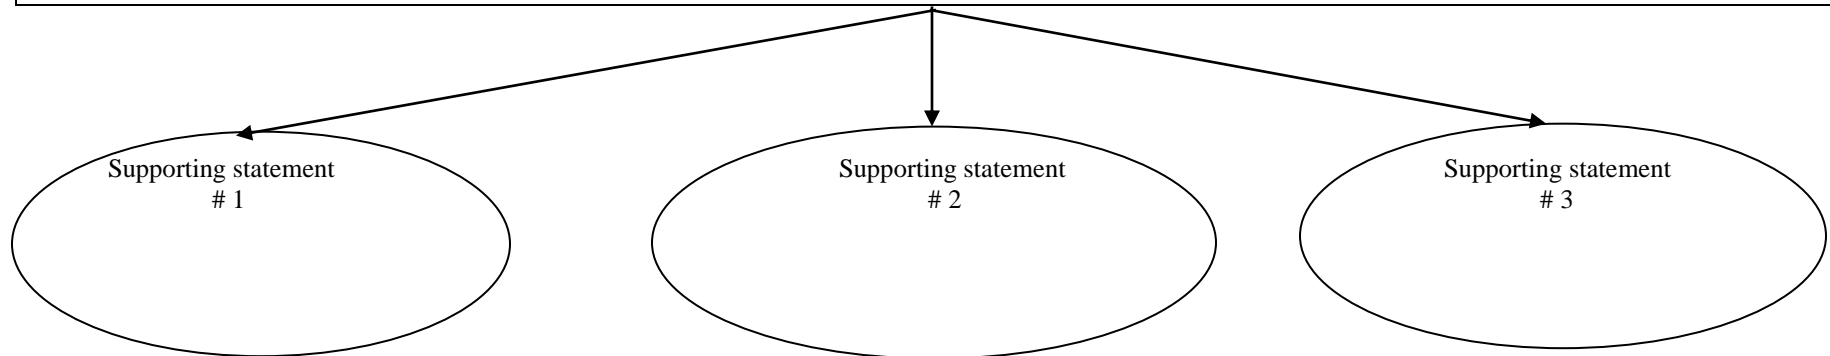 Supporting statement
# 1
Supporting statement
# 2
Supporting statement
# 3